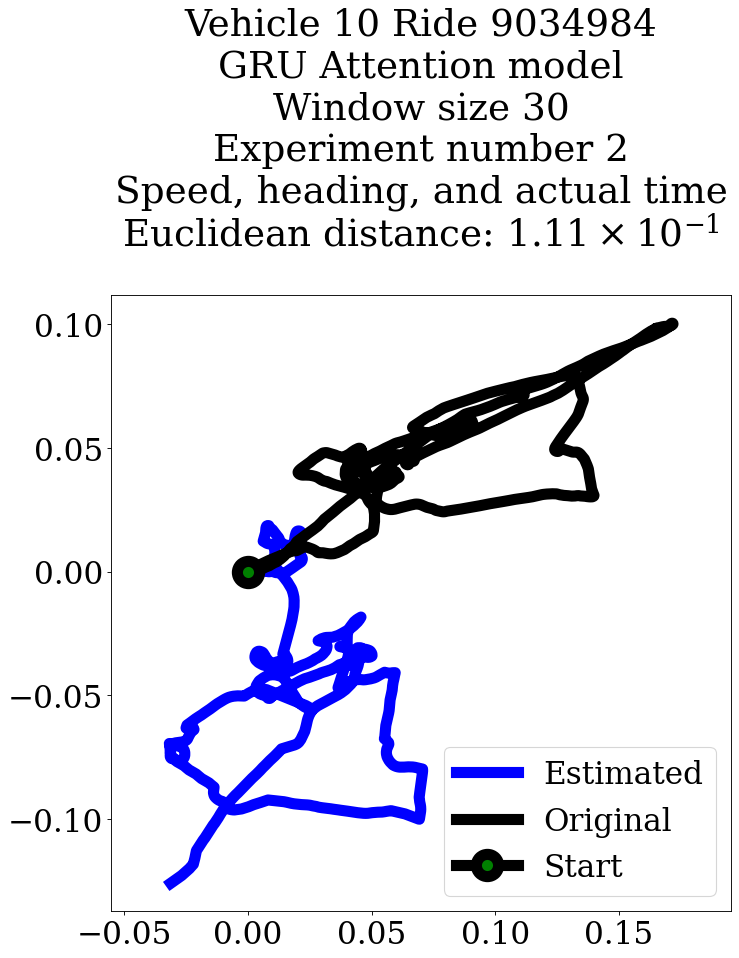 Vehicle 10 Ride 9034984
GRU Attention model
Window size 30
Experiment number 2
Speed, heading, and actual time
Euclidean distance: 1.11 × 10⁻¹
0.10
0.05
0.00
−0.05
−0.10
Estimated
Original
Start
−0.05 0.00 0.05 0.10 0.15